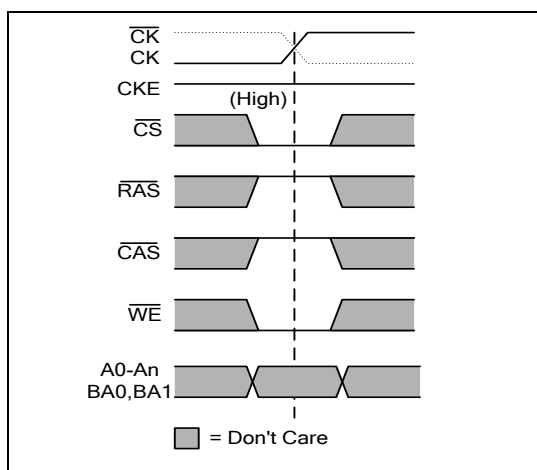 CK
CK
CKE
(High)
CS
RAS
CAS
WE
A0-An
BA0,BA1
= Don't Care